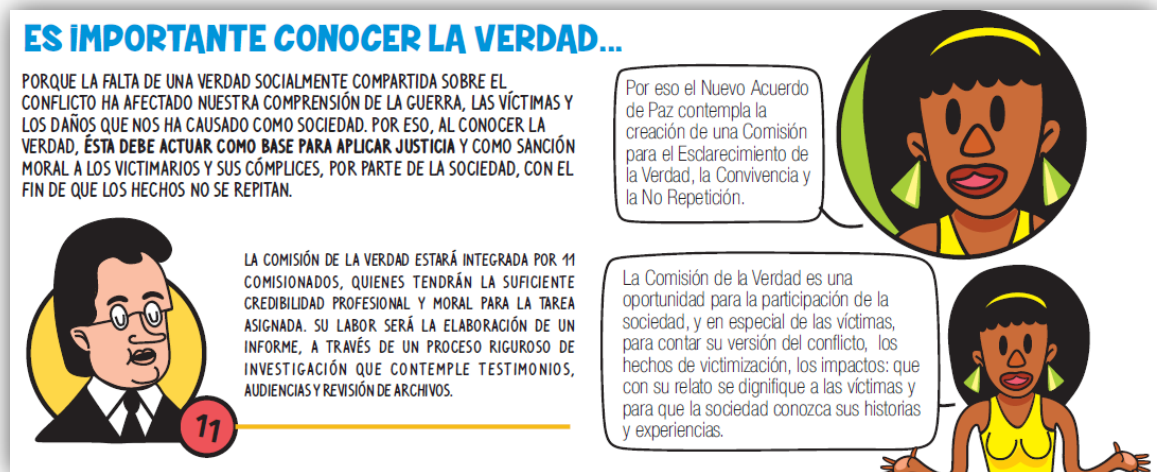 ES IMPORTANTE CONOCER LA VERDAD...
PORQUE LA FALTA DE UNA VERDAD SOCIALMENTE COMPARTIDA SOBRE EL
CONFLICTO HA AFECTADO NUESTRA COMPRENSIÓN DE LA GUERRA, LAS VÍCTIMAS Y
LOS DAÑOS QUE NOS HA CAUSADO COMO SOCIEDAD. POR ESO, AL CONOCER LA
VERDAD, ÉSTA DEBE ACTUAR COMO BASE PARA APLICAR JUSTICIA Y COMO SANCIÓN
MORAL A LOS VICTIMARIOS Y SUS CÓMPLICES, POR PARTE DE LA SOCIEDAD, CON EL
FIN DE QUE LOS HECHOS NO SE REPITAN.
Por eso el Nuevo Acuerdo
de Paz contempla la
creación de una Comisión
para el Esclarecimiento de
la Verdad, la Convivencia y
la No Repetición.
LA COMISIÓN DE LA VERDAD ESTARÁ INTEGRADA POR 11
COMISIONADOS, QUIENES TENDRÁN LA SUFICIENTE
CREDIBILIDAD PROFESIONAL Y MORAL PARA LA TAREA
ASIGNADA. SU LABOR SERÁ LA ELABORACIÓN DE UN
INFORME, A TRAVÉS DE UN PROCESO RIGUROSO DE
INVESTIGACIÓN QUE CONTEMPLE TESTIMONIOS,
AUDIENCIAS Y REVISIÓN DE ARCHIVOS.
11
La Comisión de la Verdad es una
oportunidad para la participación de la
sociedad, y en especial de las víctimas,
para contar su versión del conflicto, los
hechos de victimización, los impactos: que
con su relato se dignifique a las víctimas y
para que la sociedad conozca sus historias
y experiencias.